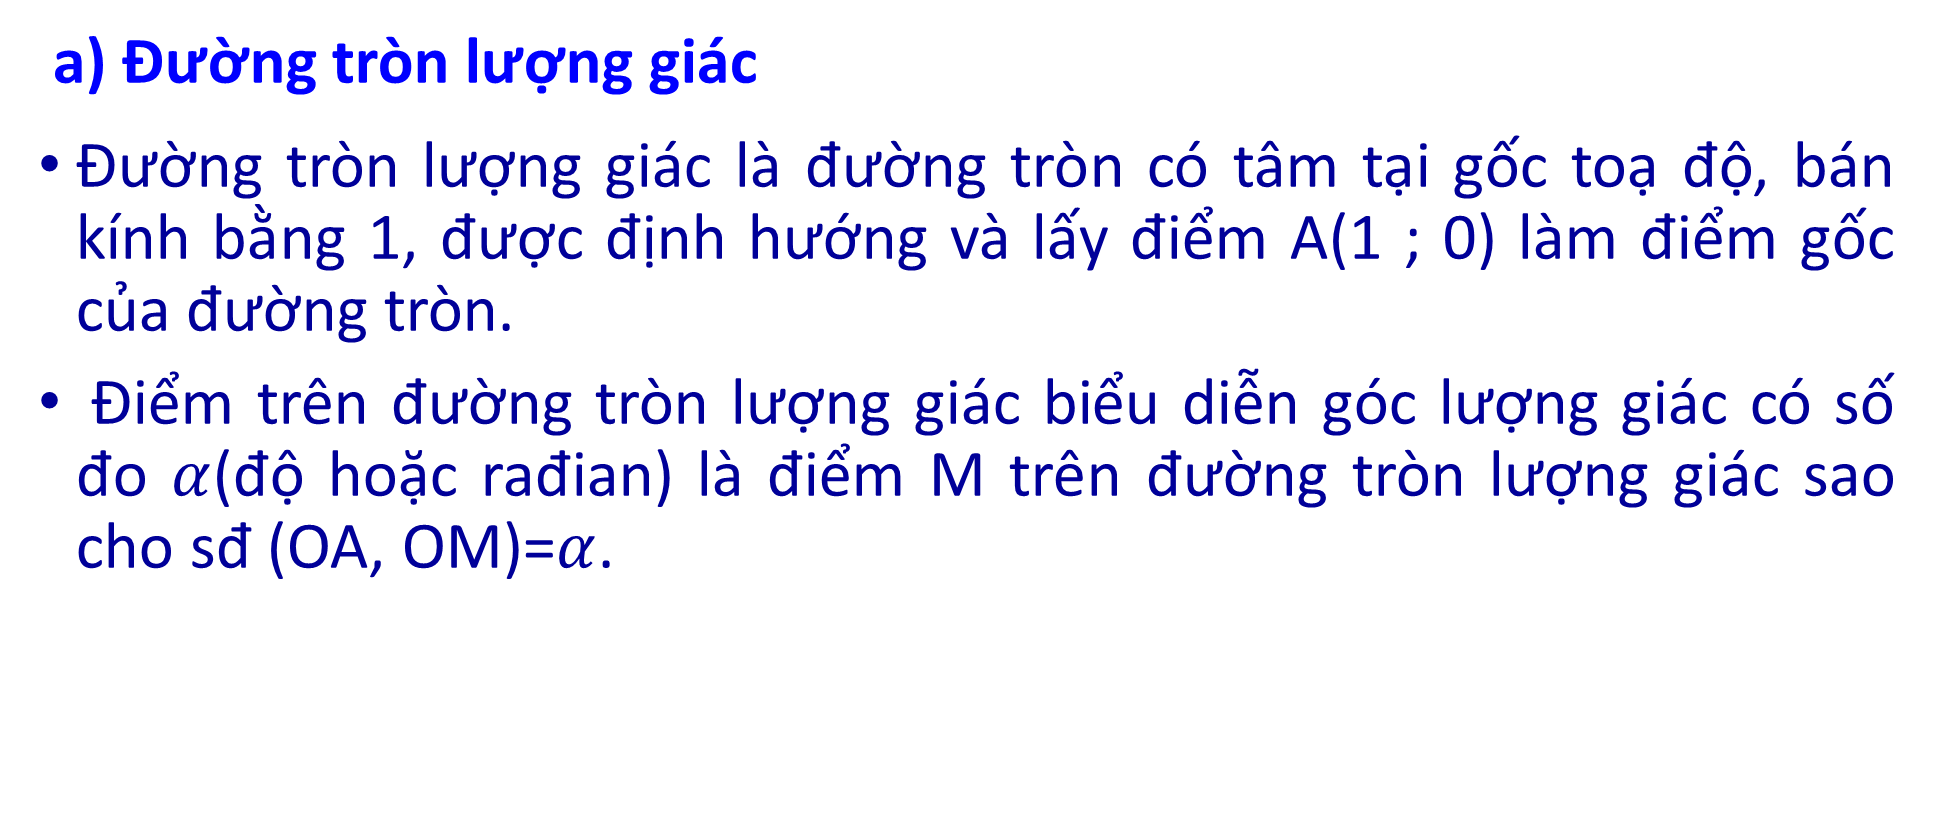 a) Đường tròn lượng giác
• Đường tròn lượng giác là đường tròn có tâm tại gốc toạ độ, bán
kính bằng 1, được định hướng và lấy điểm A(1 ; 0) làm điểm gốc
của đường tròn.
• Điểm trên đường tròn lượng giác biểu diễn góc lượng giác có số
đo 𝛼(độ hoặc rađian) là điểm M trên đường tròn lượng giác sao
cho sđ (OA, OM)=𝛼.